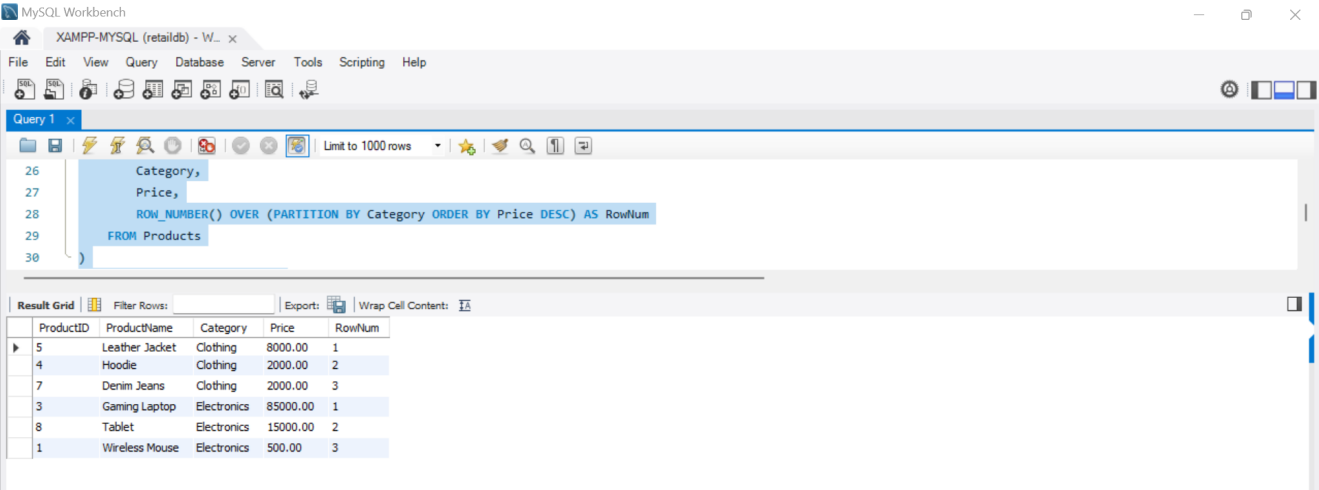 MySQL Workbench
XAMPP-MYSQL (retaildb) - W... ×
File Edit View Query Database Server Tools Scripting Help
Query 1 ×
Limit to 1000 rows
26 Category,
27 Price,
28 ROW_NUMBER() OVER (PARTITION BY Category ORDER BY Price DESC) AS RowNum
29 FROM Products
30 )
Result Grid Filter Rows: Export: Wrap Cell Content:
ProductID ProductName Category Price RowNum
5 Leather Jacket Clothing 8000.00 1
4 Hoodie Clothing 2000.00 2
7 Denim Jeans Clothing 2000.00 3
3 Gaming Laptop Electronics 85000.00 1
8 Tablet Electronics 15000.00 2
1 Wireless Mouse Electronics 500.00 3